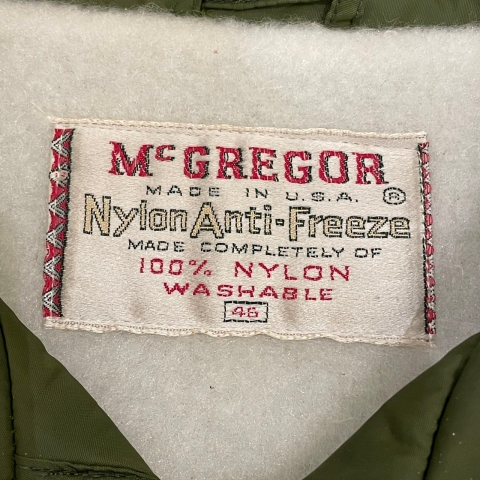 McGREGOR
MADE IN U.S.A. ®
Nylon Anti-Freeze
MADE COMPLETELY OF
100% NYLON
WASHABLE
46